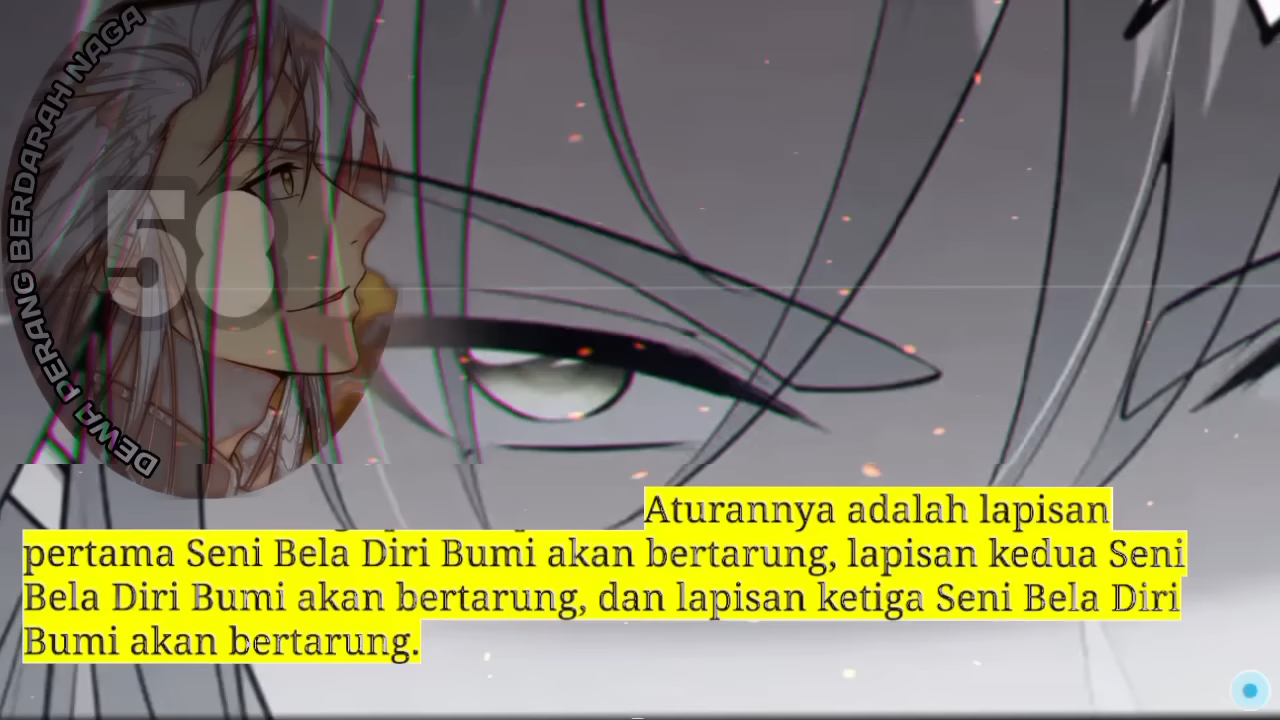 DEWA PERANG BERDARAH NAGA
58
Aturannya adalah lapisan
pertama Seni Bela Diri Bumi akan bertarung, lapisan kedua Seni
Bela Diri Bumi akan bertarung, dan lapisan ketiga Seni Bela Diri
Bumi akan bertarung.